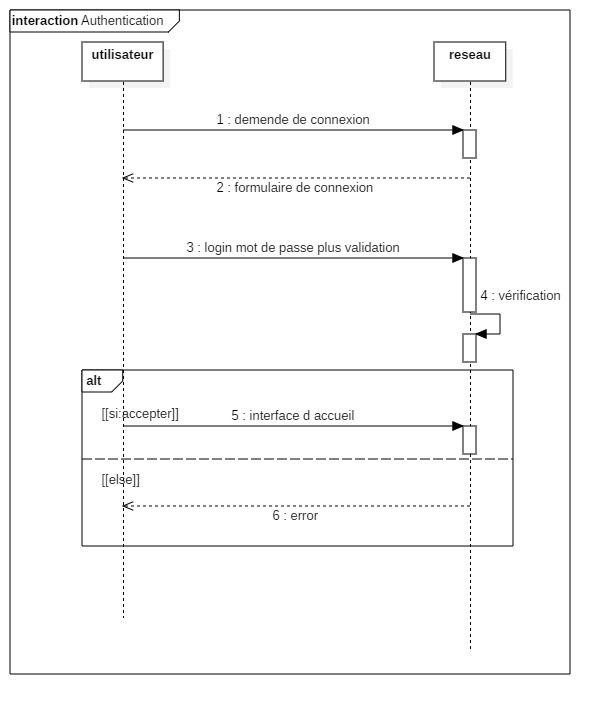 interaction Authentication
utilisateur
reseau
1 : demende de connexion
2 : formulaire de connexion
3 : login mot de passe plus validation
4 : vérification
alt
[[si:accepter]]
5 : interface d accueil
[[else]]
6 : error